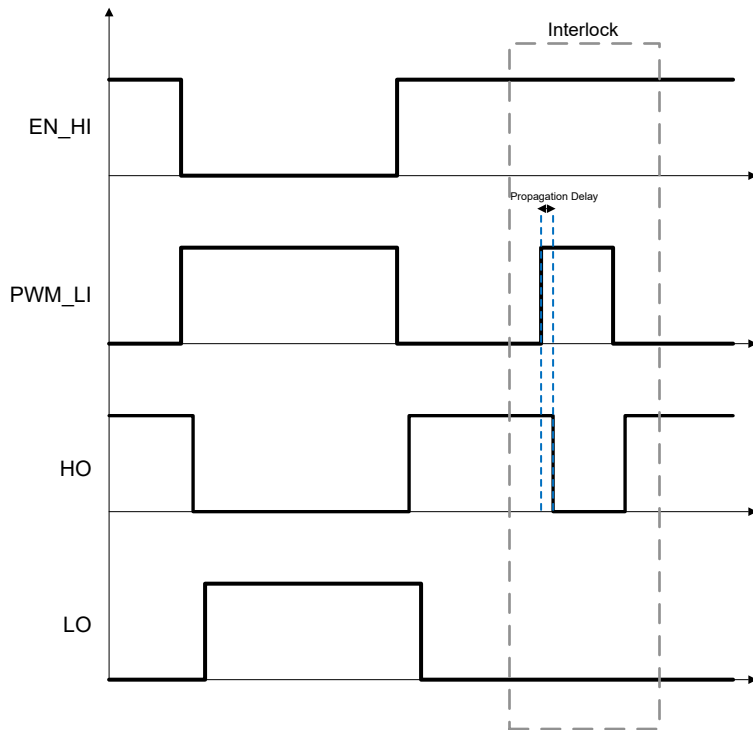 Interlock
EN_HI
Propagation Delay
PWM_LI
HO
LO